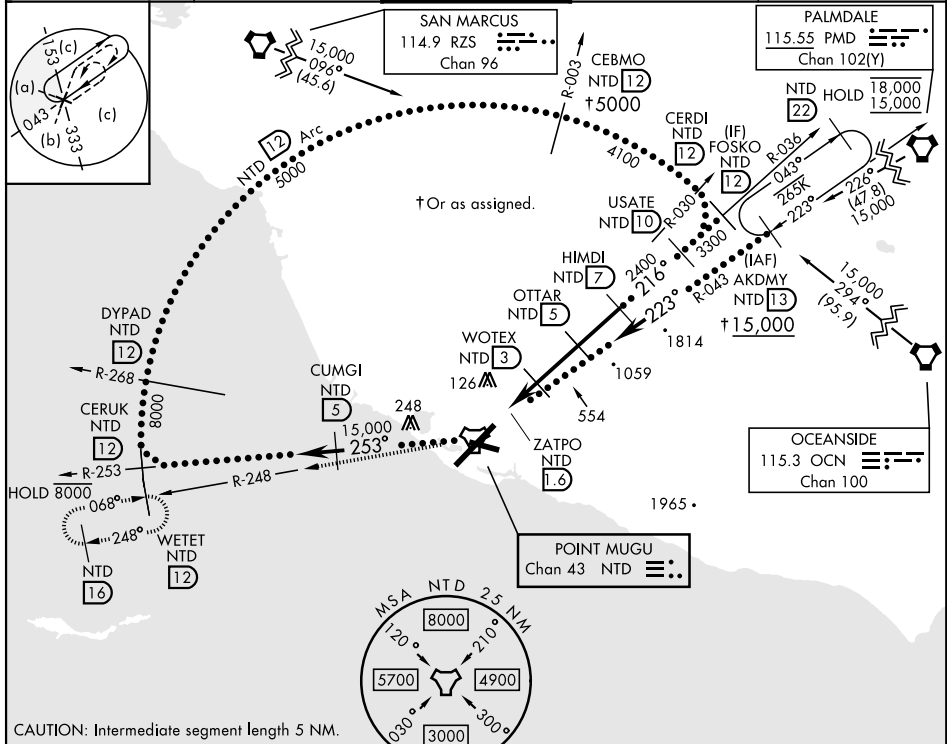 SAN MARCUS
114.9 RZS
Chan 96
PALMDALE
115.55 PMD
Chan 102(Y)
153
(c)
(a)
(c)
043
(b)
333
15,000
096°
(45.6)
R-003
CEBMO
NTD 12
†5000
NTD
22
HOLD
18,000
15,000
CERDI
NTD
12
(IF)
FOSKO
NTD
12
R-036
043°
265K
223°
226°
(47.8)
15,000
NTD 12 Arc
5000
4100
†Or as assigned.
USATE
NTD 10
R-030
3300
HIMDI
NTD 7
2400
216°
(IAF)
AKDMY
NTD 13
†15,000
R-043
223°
15,000
294°
(95.9)
OTTAR
NTD 5
DYPAD
NTD
12
R-268
8000
WOTEX
NTD 3
126
1814
1059
554
CUMGI
NTD
5
248
CERUK
NTD
12
15,000
253°
R-253
R-248
ZATPO
NTD
1.6
OCEANSIDE
115.3 OCN
Chan 100
HOLD 8000
068°
248°
WETET
NTD
12
NTD
16
1965
POINT MUGU
Chan 43 NTD
MSA NTD 25 NM
8000
120°
210°
5700
4900
030°
300°
3000
CAUTION: Intermediate segment length 5 NM.